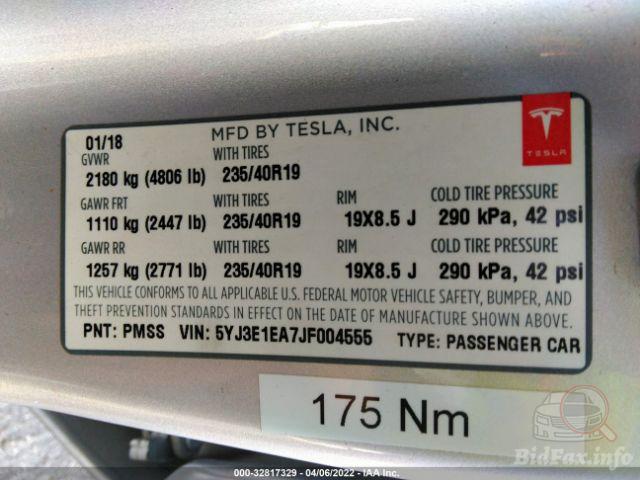 01/18 MFD BY TESLA, INC.
TESLA
GVWR WITH TIRES
2180 kg (4806 lb) 235/40R19
GAWR FRT WITH TIRES RIM COLD TIRE PRESSURE
1110 kg (2447 lb) 235/40R19 19X8.5 J 290 kPa, 42 psi
GAWR RR WITH TIRES RIM COLD TIRE PRESSURE
1257 kg (2771 lb) 235/40R19 19X8.5 J 290 kPa, 42 psi
THIS VEHICLE CONFORMS TO ALL APPLICABLE U.S. FEDERAL MOTOR VEHICLE SAFETY, BUMPER, AND
THEFT PREVENTION STANDARDS IN EFFECT ON THE DATE OF MANUFACTURE SHOWN ABOVE.
PNT: PMSS VIN: 5YJ3E1EA7JF004555 TYPE: PASSENGER CAR
175 Nm
BidFax.info
000-32817329 - 04/06/2022 - IAA Inc.